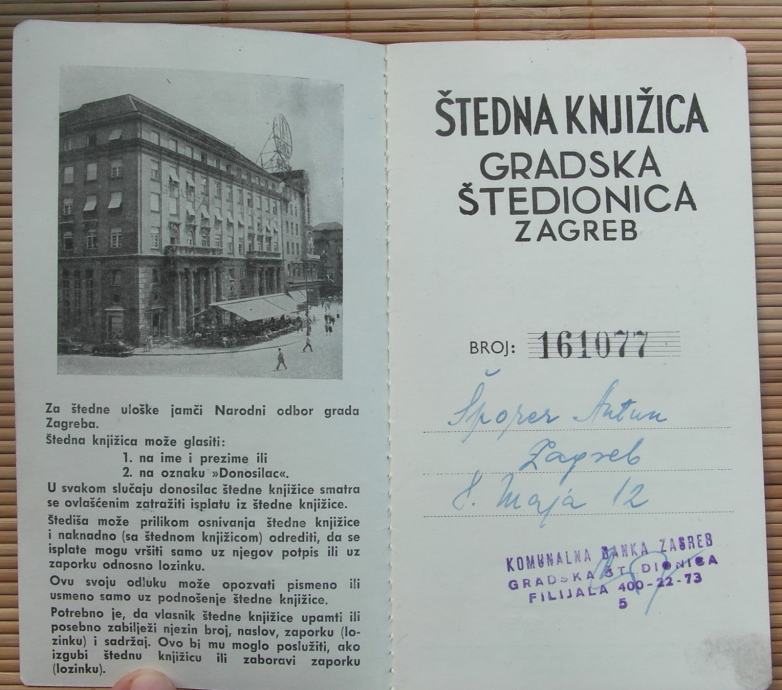 Za štedne uloške jamči Narodni odbor grada
Zagreba.
Štedna knjižica može glasiti:
1. na ime i prezime ili
2. na oznaku »Donosilac«.
U svakom slučaju donosilac štedne knjižice smatra
se ovlašćenim zatražiti isplatu iz štedne knjižice.
Štediša može prilikom osnivanja štedne knjižice
i naknadno (sa štednom knjižicom) odrediti, da se
isplate mogu vršiti samo uz njegov potpis ili uz
zaporku odnosno lozinku.
Ovu svoju odluku može opozvati pismeno ili
usmeno samo uz podnošenje štedne knjižice.
Potrebno je, da vlasnik štedne knjižice upamti ili
posebno zabilježi njezin broj, naslov, zaporku (lo-
zinku) i sadržaj. Ovo bi mu moglo poslužiti, ako
izgubi štednu knjižicu ili zaboravi zaporku
(lozinku).
ŠTEDNA KNJIŽICA
GRADSKA
ŠTEDIONICA
ZAGREB
BROJ: 161077
Šporer Antun
Zagreb
8. Maja 12
KOMUNALNA BANKA ZAGREB
GRADSKA ŠTEDIONICA
FILIJALA 400-22-73
5